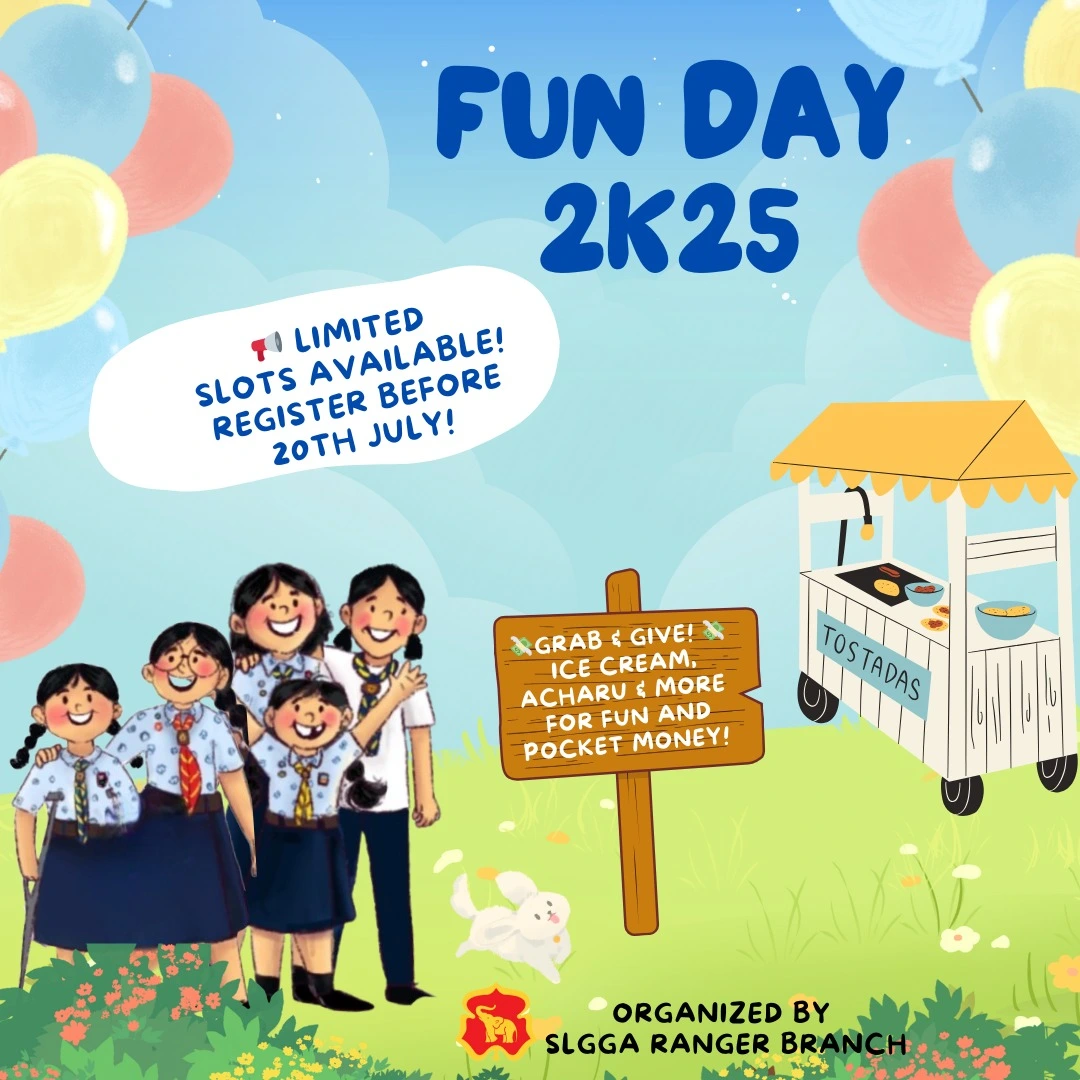 FUN DAY
2K25
📢 LIMITED
SLOTS AVAILABLE!
REGISTER BEFORE
20TH JULY!
💸GRAB & GIVE! 💸
ICE CREAM,
ACHARU & MORE
FOR FUN AND
POCKET MONEY!
TOSTADAS
ORGANIZED BY
SLGGA RANGER BRANCH